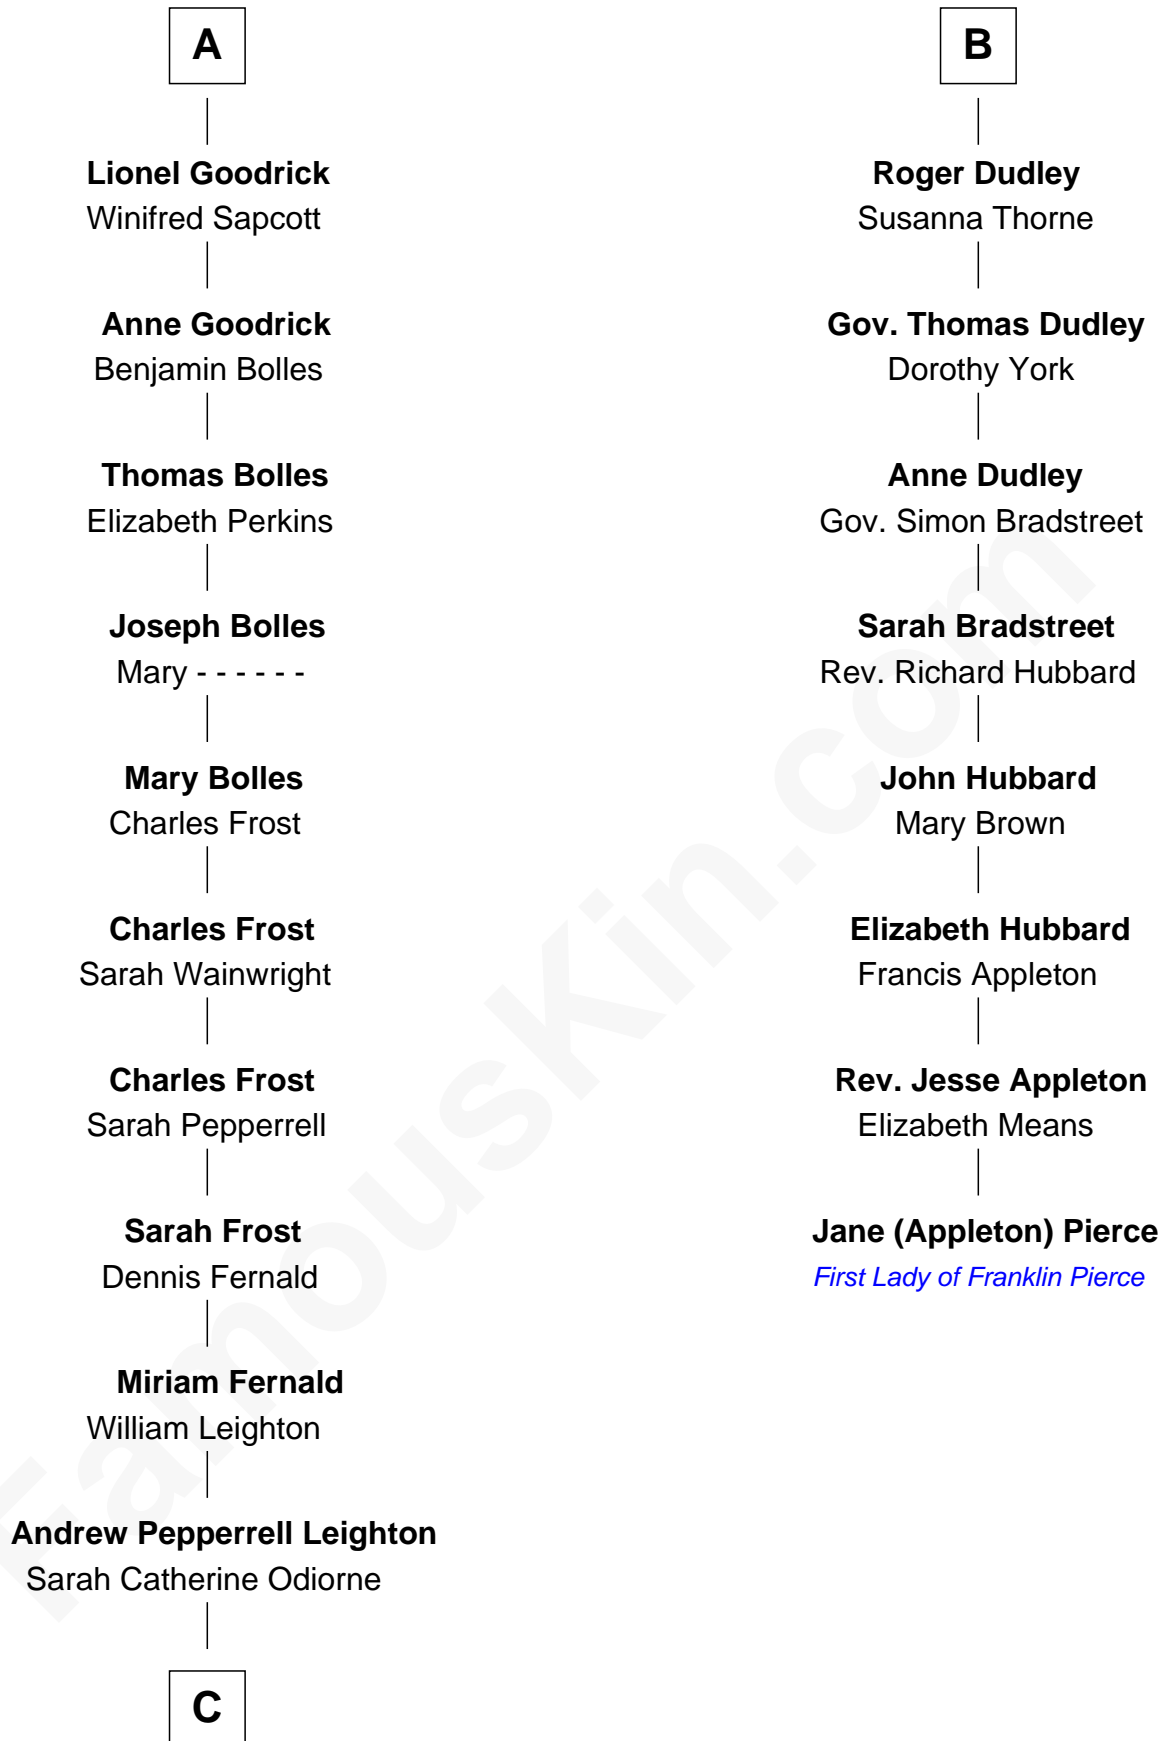 A
Lionel Goodrick
Winifred Sapcott
Anne Goodrick
Benjamin Bolles
Thomas Bolles
Elizabeth Perkins
Joseph Bolles
Mary - - - - - -
Mary Bolles
Charles Frost
Charles Frost
Sarah Wainwright
Charles Frost
Sarah Pepperrell
Sarah Frost
Dennis Fernald
Miriam Fernald
William Leighton
Andrew Pepperrell Leighton
Sarah Catherine Odiorne
C
B
Roger Dudley
Susanna Thorne
Gov. Thomas Dudley
Dorothy York
Anne Dudley
Gov. Simon Bradstreet
Sarah Bradstreet
Rev. Richard Hubbard
John Hubbard
Mary Brown
Elizabeth Hubbard
Francis Appleton
Rev. Jesse Appleton
Elizabeth Means
Jane (Appleton) Pierce
First Lady of Franklin Pierce
FamousKin.com